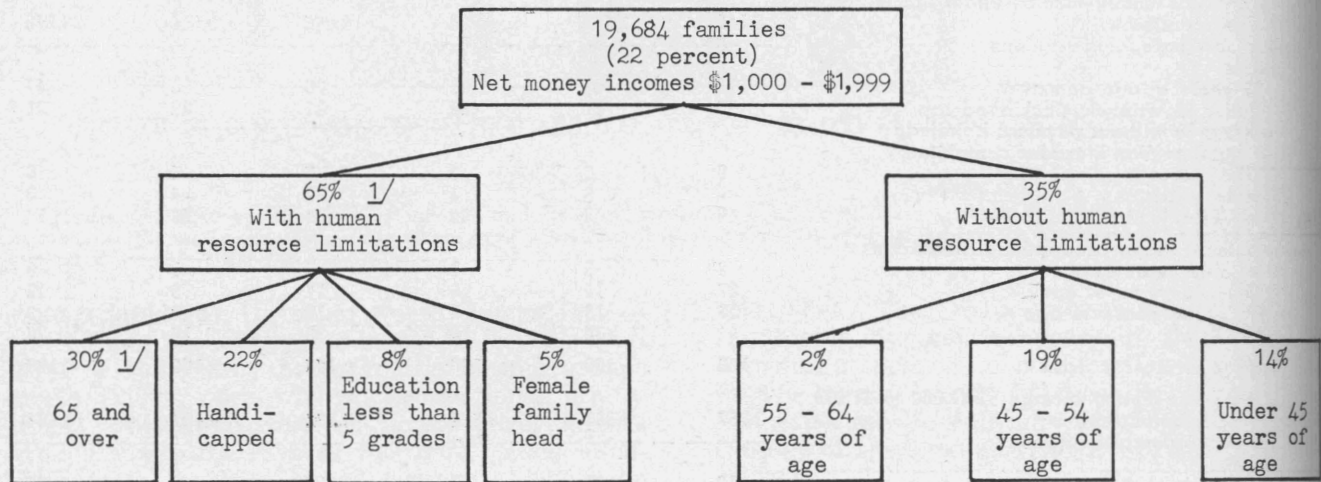 19,684 families
(22 percent)
Net money incomes $1,000 - $1,999
65% 1/
With human
resource limitations
35%
Without human
resource limitations
30% 1/
65 and
over
22%
Handi-
capped
8%
Education
less than
5 grades
5%
Female
family
head
2%
55 - 64
years of
age
19%
45 - 54
years of
age
14%
Under 45
years of
age